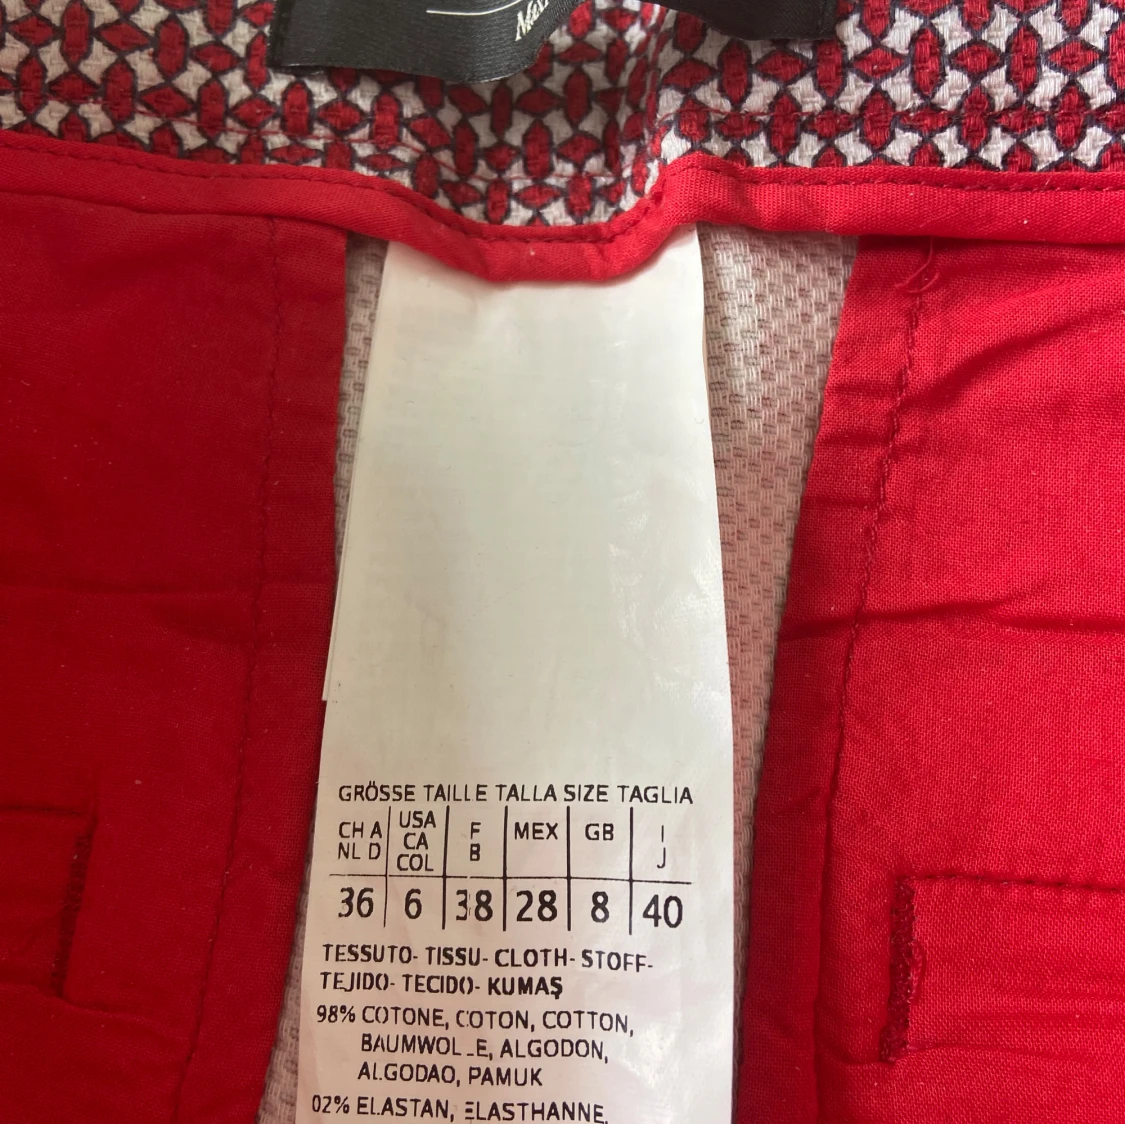 GRÖSSE TAILLE TALLA SIZE TAGLIA
CH A NL D USA CA COL F B MEX GB I J
36 6 38 28 8 40
TESSUTO- TISSU- CLOTH- STOFF-
TEJIDO- TECIDO- KUMAŞ
98% COTONE, COTON, COTTON,
BAUMWOLLE, ALGODON,
ALGODAO, PAMUK
02% ELASTAN, ELASTHANNE,